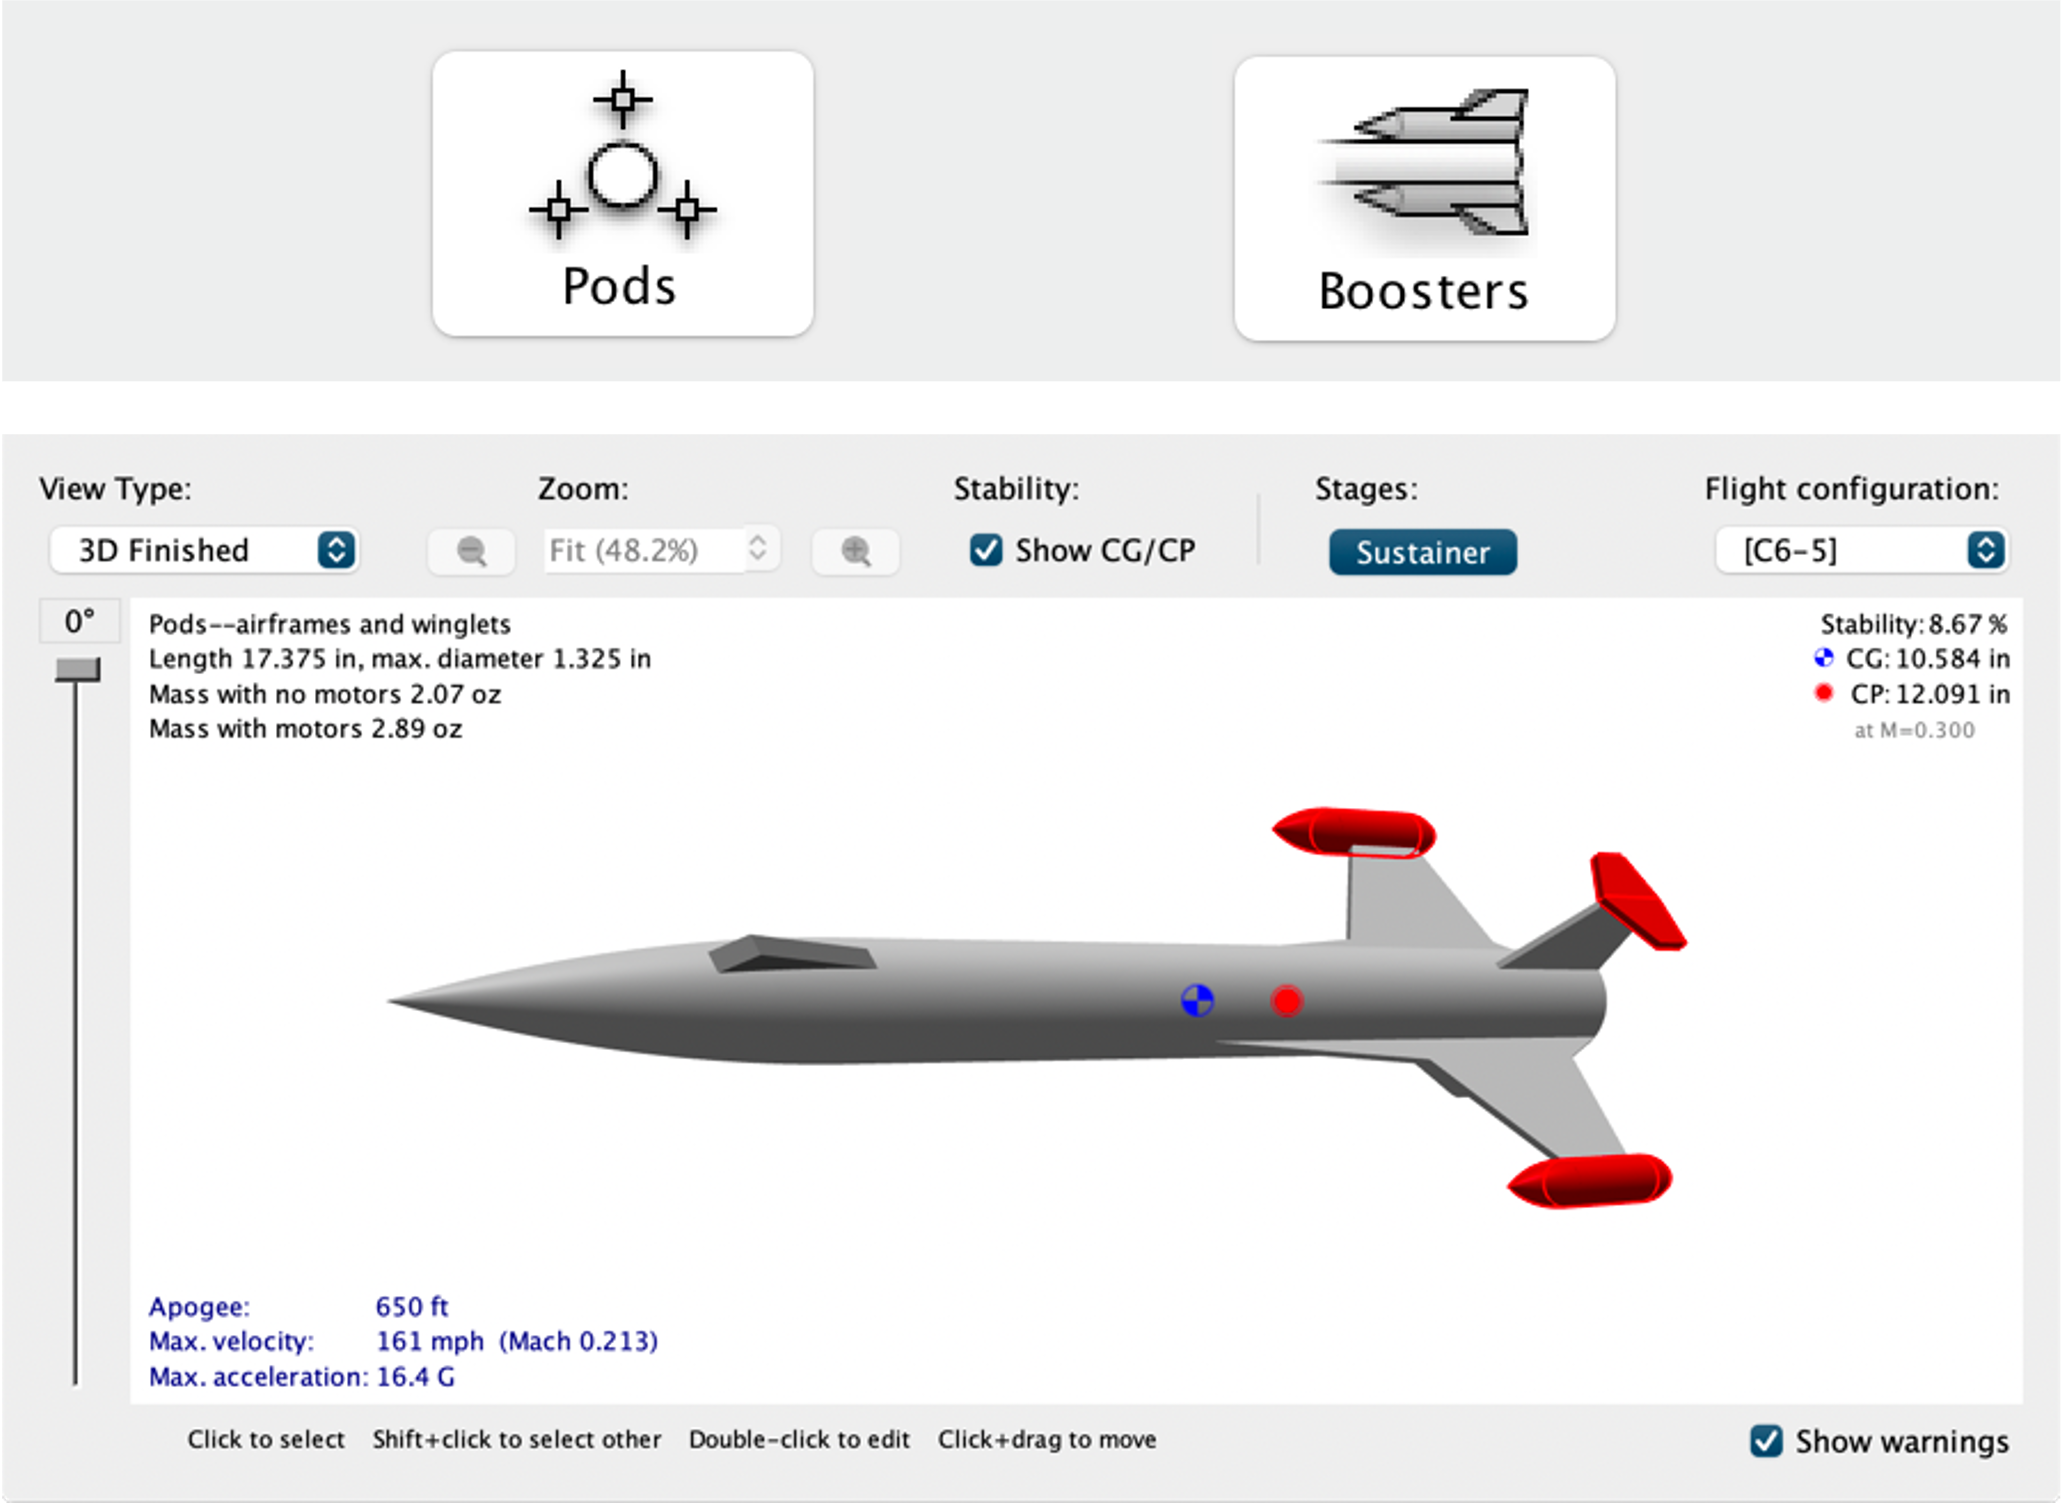 Pods
Boosters
View Type:
Zoom:
Stability:
Stages:
Flight configuration:
3D Finished
Fit (48.2%)
Show CG/CP
Sustainer
[C6-5]
0°
Pods--airframes and winglets
Length 17.375 in, max. diameter 1.325 in
Mass with no motors 2.07 oz
Mass with motors 2.89 oz
Stability: 8.67 %
CG: 10.584 in
CP: 12.091 in
at M=0.300
Apogee: 650 ft
Max. velocity: 161 mph (Mach 0.213)
Max. acceleration: 16.4 G
Click to select Shift+click to select other Double-click to edit Click+drag to move
Show warnings